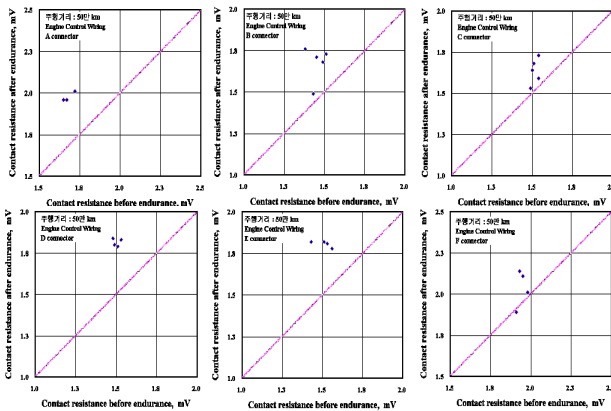 2.5
2.3
2.0
1.8
1.5
주행거리 : 50만 km
Engine Control Wiring
A connector
1.5
1.8
2.0
2.3
2.5
Contact resistance before endurance. mV
Contact resistance after endurance, mV
2.0
1.8
1.5
1.3
1.0
주행거리 : 50만 km
Engine Control Wiring
B connector
1.0
1.3
1.5
1.8
2.0
Contact resistance before endurance, mV
Contact resistance after endurance, mV
2.0
1.8
1.5
1.3
1.0
주행거리 : 50만 km
Engine Control Wiring
C connector
1.0
1.3
1.5
1.8
2.0
Contact resistance before endurance, mV
Contact resistance after endurance, mV
2.0
1.8
1.5
1.3
1.0
주행거리 : 50만 km
Engine Control Wiring
D connector
1.0
1.3
1.5
1.8
2.0
Contact resistance before endurance, mV
Contact resistance after endurance, mV
2.0
1.8
1.5
1.3
1.0
주행거리 : 50만 km
Engine Control Wiring
E connector
1.0
1.3
1.5
1.8
2.0
Contact resistance before endurance, mV
Contact resistance after endurance, mV
2.5
2.3
2.0
1.8
1.5
주행거리 : 50만 km
Engine Control Wiring
F connector
1.5
1.8
2.0
2.3
2.5
Contact resistance before endurance, mV
Contact resistance after endurance, mV